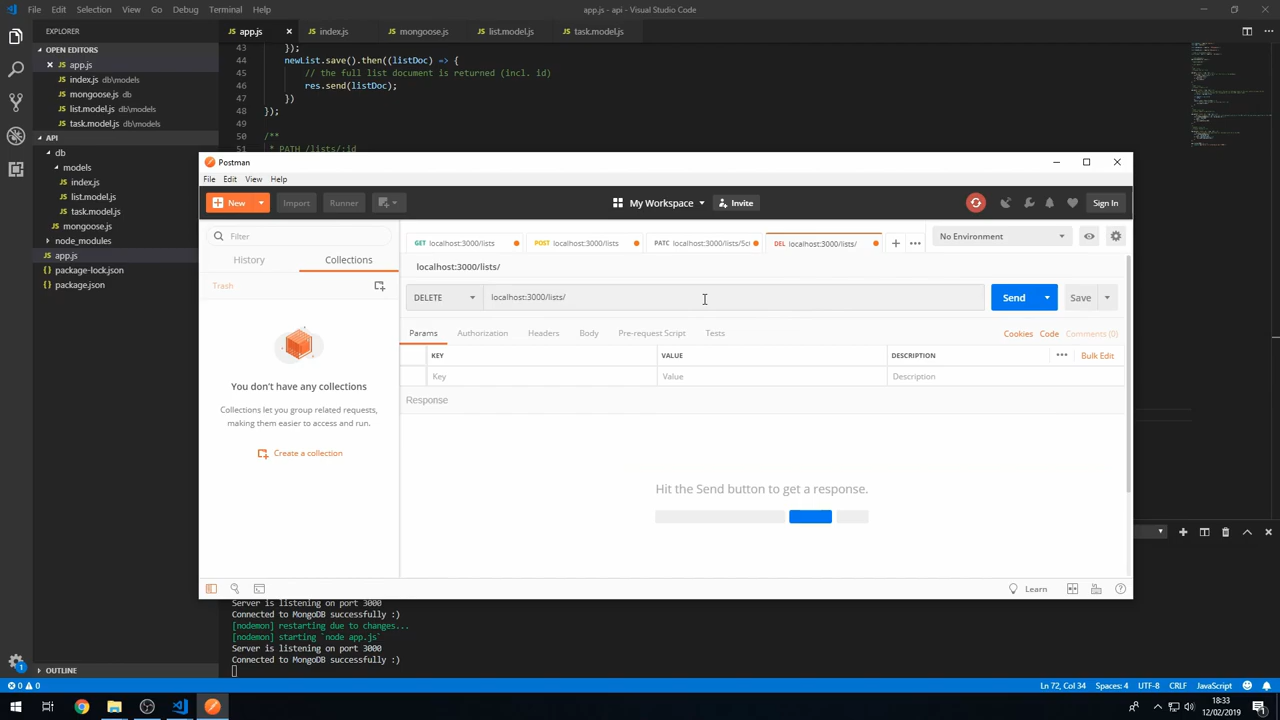 File Edit Selection View Go Debug Terminal Help
app.js - api - Visual Studio Code
EXPLORER
app.js
index.js
mongoose.js
list.model.js
task.model.js
OPEN EDITORS
app.js
index.js db\models
mongoose.js db
list.model.js db\models
task.model.js db\models
API
db
models
index.js
list.model.js
task.model.js
mongoose.js
node_modules
app.js
package-lock.json
package.json
OUTLINE
43 });
44 newList.save().then((listDoc) => {
45 // the full list document is returned (incl. id)
46 res.send(listDoc);
47 })
48 });
49
50 /**
51 * PATH /lists/:id
Postman
File Edit View Help
New
Import
Runner
My Workspace
Invite
Sign In
Filter
History
Collections
Trash
You don't have any collections
Collections let you group related requests,
making them easier to access and run.
Create a collection
GET localhost:3000/lists
POST localhost:3000/lists
PATC localhost:3000/lists/5c
DEL localhost:3000/lists/
No Environment
localhost:3000/lists/
DELETE
localhost:3000/lists/
Send
Save
Params Authorization Headers Body Pre-request Script Tests
Cookies Code Comments (0)
KEY VALUE DESCRIPTION
Bulk Edit
Key Value Description
Response
Hit the Send button to get a response.
Learn
Server is listening on port 3000
Connected to MongoDB successfully :)
[nodemon] restarting due to changes...
[nodemon] starting `node app.js`
Server is listening on port 3000
Connected to MongoDB successfully :)
0 0
Ln 72, Col 34 Spaces: 4 UTF-8 CRLF JavaScript 1
18:33
12/02/2019
1